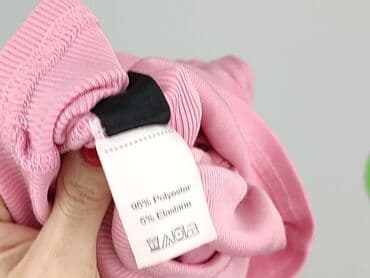 95% Polyester
5% Elastane